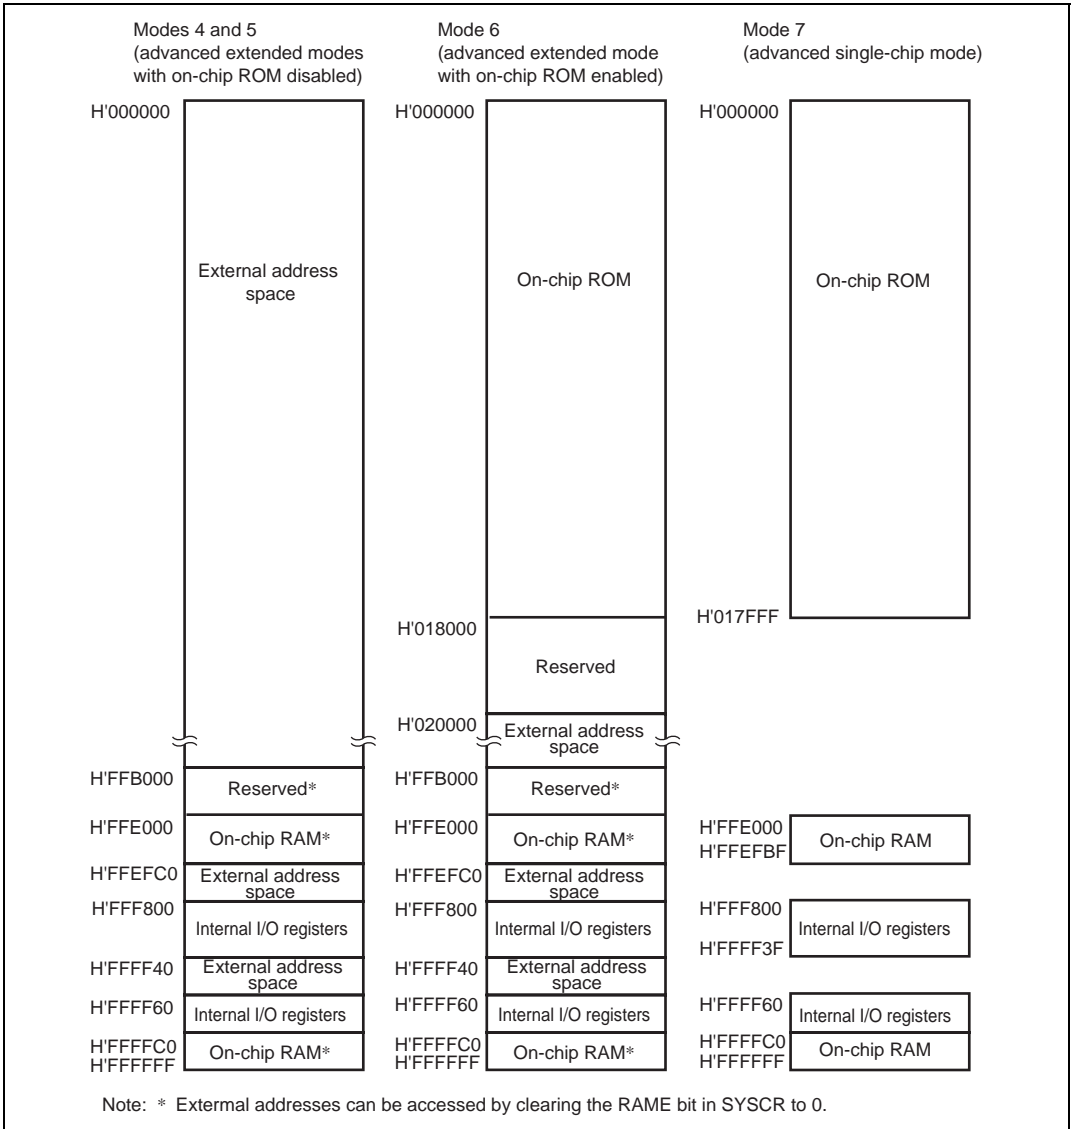 Modes 4 and 5
(advanced extended modes
with on-chip ROM disabled)
H'000000
External address
space
H'FFB000
Reserved*
H'FFE000
On-chip RAM*
H'FFEFC0
External address
space
H'FFF800
Internal I/O registers
H'FFFF40
External address
space
H'FFFF60
Internal I/O registers
H'FFFFC0
On-chip RAM*
H'FFFFFF
Mode 6
(advanced extended mode
with on-chip ROM enabled)
H'000000
On-chip ROM
H'018000
Reserved
H'020000
External address
space
H'FFB000
Reserved*
H'FFE000
On-chip RAM*
H'FFEFC0
External address
space
H'FFF800
Intermal I/O registers
H'FFFF40
External address
space
H'FFFF60
Internal I/O registers
H'FFFFC0
On-chip RAM*
H'FFFFFF
Mode 7
(advanced single-chip mode)
H'000000
On-chip ROM
H'017FFF
H'FFE000
On-chip RAM
H'FFEFBF
H'FFF800
Internal I/O registers
H'FFFF3F
H'FFFF60
Internal I/O registers
H'FFFFC0
On-chip RAM
H'FFFFFF
Note: * Extermal addresses can be accessed by clearing the RAME bit in SYSCR to 0.